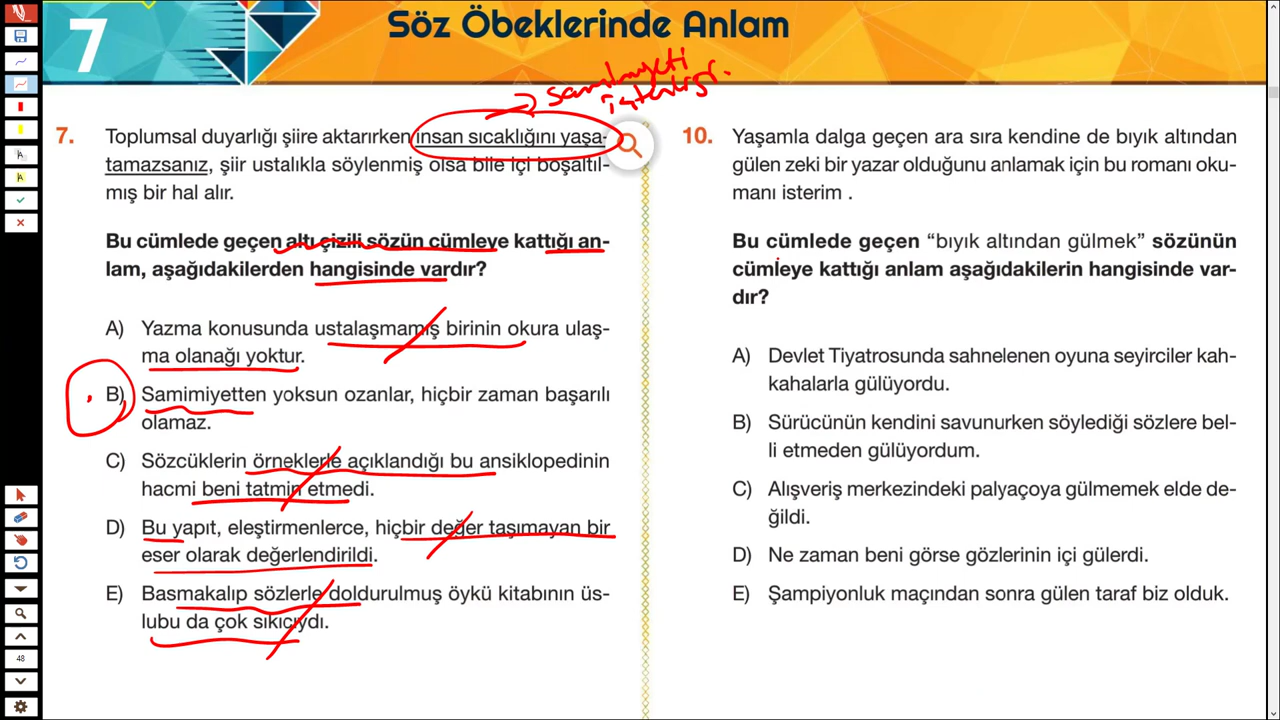 7
Söz Öbeklerinde Anlam
samimiyeti
içtenliği.
7. Toplumsal duyarlığı şiire aktarırken insan sıcaklığını yaşa-
tamazsanız, şiir ustalıkla söylenmiş olsa bile içi boşaltıl-
mış bir hal alır.
Bu cümlede geçen altı çizili sözün cümleye kattığı an-
lam, aşağıdakilerden hangisinde vardır?
A) Yazma konusunda ustalaşmamış birinin okura ulaş-
ma olanağı yoktur.
B) Samimiyetten yoksun ozanlar, hiçbir zaman başarılı
olamaz.
C) Sözcüklerin örneklerle açıklandığı bu ansiklopedinin
hacmi beni tatmin etmedi.
D) Bu yapıt, eleştirmenlerce, hiçbir değer taşımayan bir
eser olarak değerlendirildi.
E) Basmakalıp sözlerle doldurulmuş öykü kitabının üs-
lubu da çok sıkıcıydı.
10. Yaşamla dalga geçen ara sıra kendine de bıyık altından
gülen zeki bir yazar olduğunu anlamak için bu romanı oku-
manı isterim .
Bu cümlede geçen “bıyık altından gülmek” sözünün
cümleye kattığı anlam aşağıdakilerin hangisinde var-
dır?
A) Devlet Tiyatrosunda sahnelenen oyuna seyirciler kah-
kahalarla gülüyordu.
B) Sürücünün kendini savunurken söylediği sözlere bel-
li etmeden gülüyordum.
C) Alışveriş merkezindeki palyaçoya gülmemek elde de-
ğildi.
D) Ne zaman beni görse gözlerinin içi gülerdi.
E) Şampiyonluk maçından sonra gülen taraf biz olduk.
48